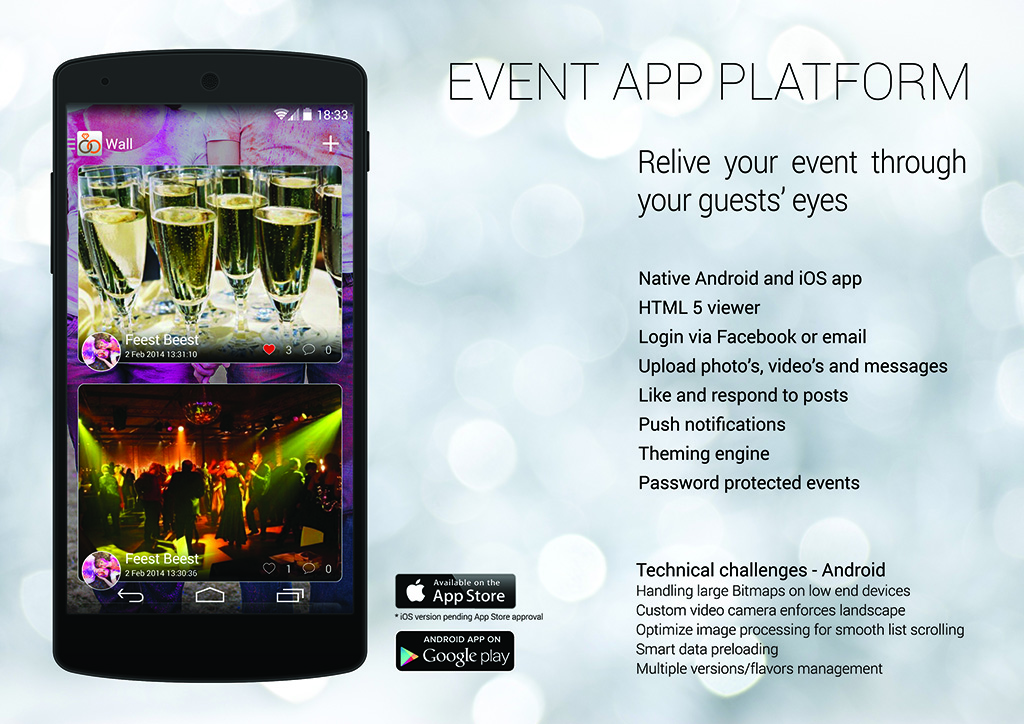 EVENT APP PLATFORM
Relive your event through
your guests' eyes
18:33
Wall
Feest Beest
2 Feb 2014 13:31:10
3
0
Feest Beest
2 Feb 2014 13:30:36
1
0
Native Android and iOS app
HTML 5 viewer
Login via Facebook or email
Upload photo's, video's and messages
Like and respond to posts
Push notifications
Theming engine
Password protected events
Available on the
App Store
* iOS version pending App Store approval
ANDROID APP ON
Google play
Technical challenges - Android
Handling large Bitmaps on low end devices
Custom video camera enforces landscape
Optimize image processing for smooth list scrolling
Smart data preloading
Multiple versions/flavors management